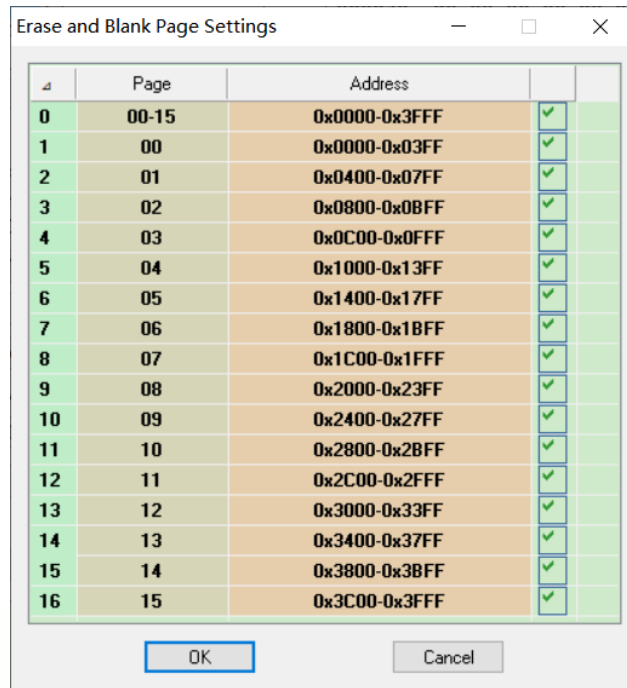 Erase and Blank Page Settings
Page Address
0 00-15 0x0000-0x3FFF
1 00 0x0000-0x03FF
2 01 0x0400-0x07FF
3 02 0x0800-0x0BFF
4 03 0x0C00-0x0FFF
5 04 0x1000-0x13FF
6 05 0x1400-0x17FF
7 06 0x1800-0x1BFF
8 07 0x1C00-0x1FFF
9 08 0x2000-0x23FF
10 09 0x2400-0x27FF
11 10 0x2800-0x2BFF
12 11 0x2C00-0x2FFF
13 12 0x3000-0x33FF
14 13 0x3400-0x37FF
15 14 0x3800-0x3BFF
16 15 0x3C00-0x3FFF
OK Cancel